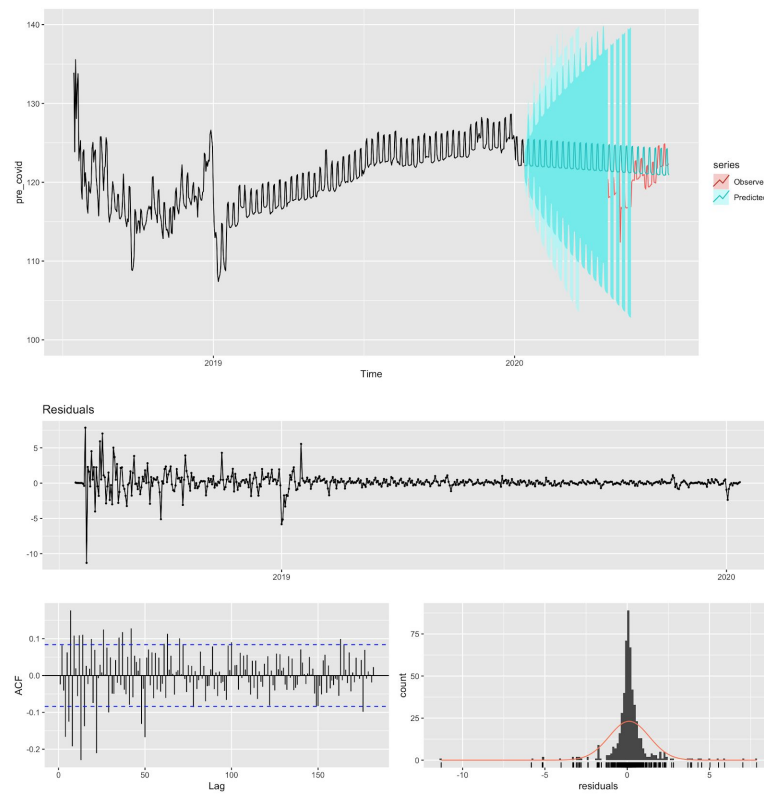 140
130
120
110
100
pre_covid
2019
2020
Time
series
Observe
Predicted
Residuals
5
0
-5
-10
2019
2020
0.1
0.0
-0.1
-0.2
ACF
0
50
100
150
Lag
75
50
25
0
count
-10
-5
0
5
residuals